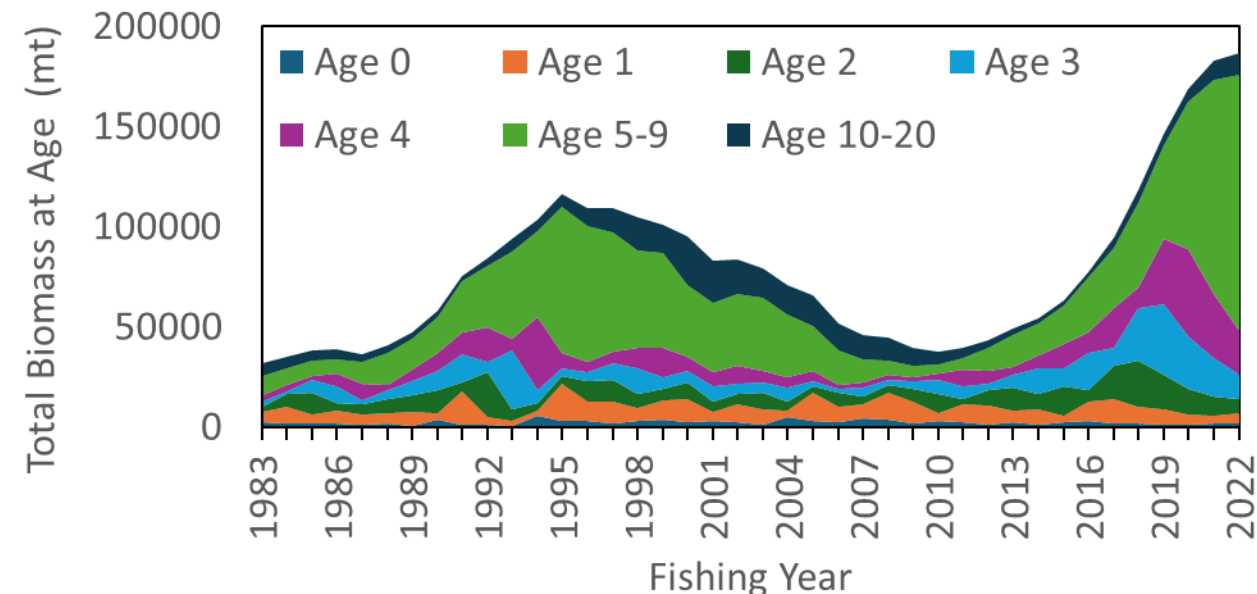 Total Biomass at Age (mt)
200000
150000
100000
50000
0
Age 0 Age 1 Age 2 Age 3
Age 4 Age 5-9 Age 10-20
1983 1986 1989 1992 1995 1998 2001 2004 2007 2010 2013 2016 2019 2022
Fishing Year